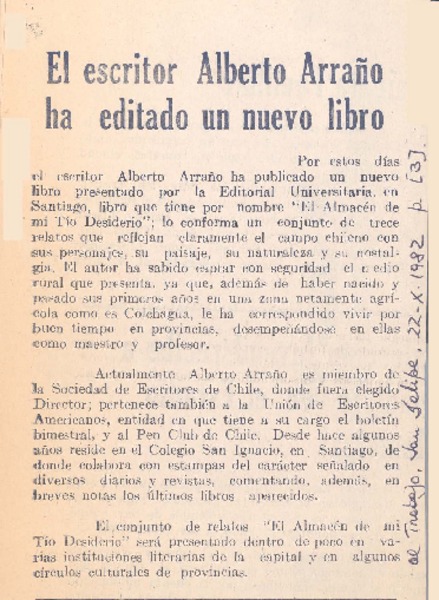 El escritor Alberto Arraño
ha editado un nuevo libro
Por estos días
el escritor Alberto Arraño ha publicado un nuevo
libro presentado por la Editorial Universitaria, en
Santiago, libro que tiene por nombre "El Almacén de
mi Tío Desiderio"; lo conforma un conjunto de trece
relatos que reflejan claramente el campo chileno con
sus personajes, su paisaje, su naturaleza y su nostal-
gia. El autor ha sabido captar con seguridad el medio
rural que presenta, ya que, además de haber nacido y
pasado sus primeros años en una zona netamente agrí-
cola como es Colchagua, le ha correspondido vivir por
buen tiempo en provincias, desempeñándose en ellas
como maestro y profesor.
Actualmente Alberto Arraño es miembro de
la Sociedad de Escritores de Chile, donde fuera elegido
Director; pertenece también a la Unión de Escritores
Americanos, entidad en que tiene a su cargo el boletín
bimestral, y al Pen Club de Chile. Desde hace algunos
años reside en el Colegio San Ignacio, en Santiago, de
donde colabora con estampas del carácter señalado en
diversos diarios y revistas, comentando, además, en
breves notas los últimos libros aparecidos.
El conjunto de relatos "El Almacén de mi
Tío Desiderio" será presentado dentro de poco en va-
rias instituciones literarias de la capital y en algunos
círculos culturales de provincias.
el Trabajo, San Felipe, 22-X-1982 p. [3].